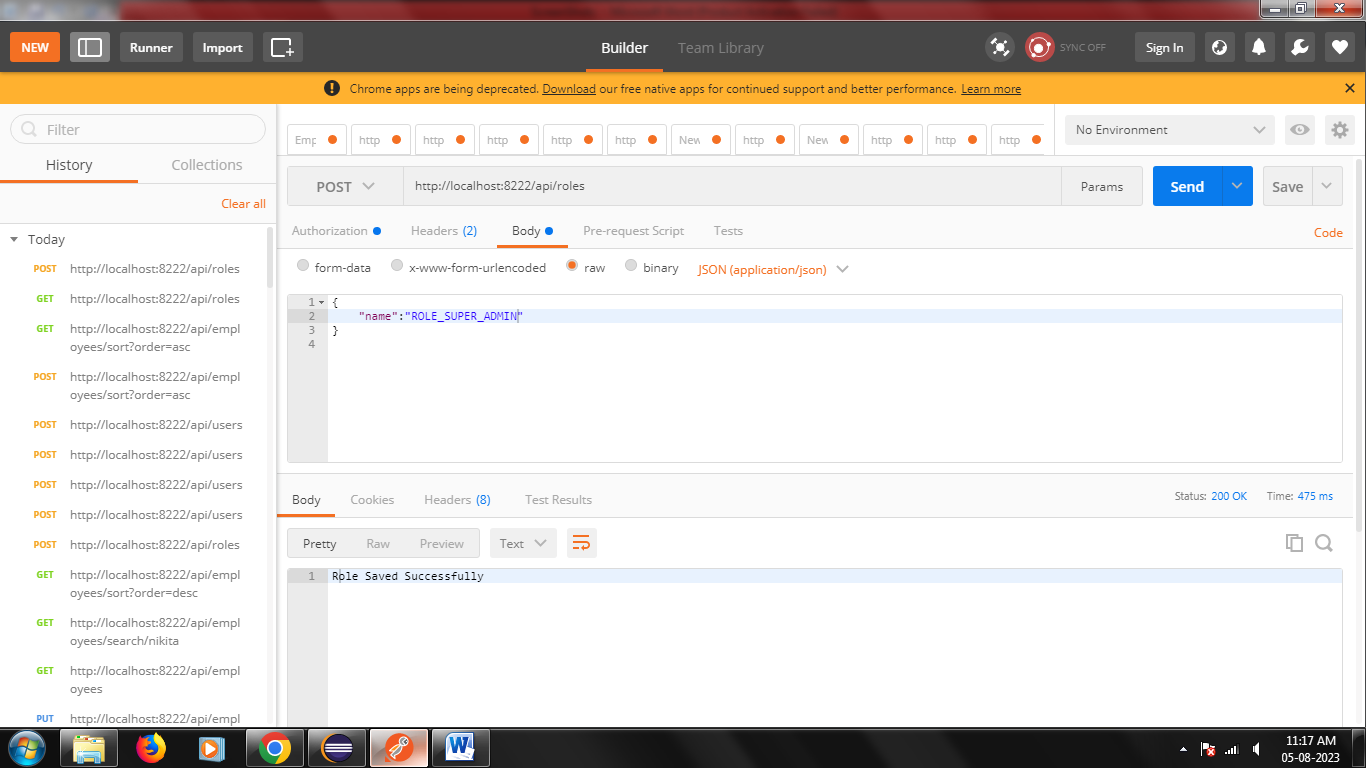 NEW
Runner
Import
Builder
Team Library
SYNC OFF
Sign In
Chrome apps are being deprecated. Download our free native apps for continued support and better performance. Learn more
Filter
History
Collections
Clear all
Today
POST http://localhost:8222/api/roles
GET http://localhost:8222/api/roles
GET http://localhost:8222/api/empl
oyees/sort?order=asc
POST http://localhost:8222/api/empl
oyees/sort?order=asc
POST http://localhost:8222/api/users
POST http://localhost:8222/api/users
POST http://localhost:8222/api/users
POST http://localhost:8222/api/users
POST http://localhost:8222/api/roles
GET http://localhost:8222/api/empl
oyees/sort?order=desc
GET http://localhost:8222/api/empl
oyees/search/nikita
GET http://localhost:8222/api/empl
oyees
PUT http://localhost:8222/api/empl
Emp http http http http http New http New http http http
No Environment
POST http://localhost:8222/api/roles Params Send Save
Authorization Headers (2) Body Pre-request Script Tests Code
form-data x-www-form-urlencoded raw binary JSON (application/json)
1 {
2 "name":"ROLE_SUPER_ADMIN"
3 }
4
Body Cookies Headers (8) Test Results Status: 200 OK Time: 475 ms
Pretty Raw Preview Text
1 Role Saved Successfully
11:17 AM
05-08-2023